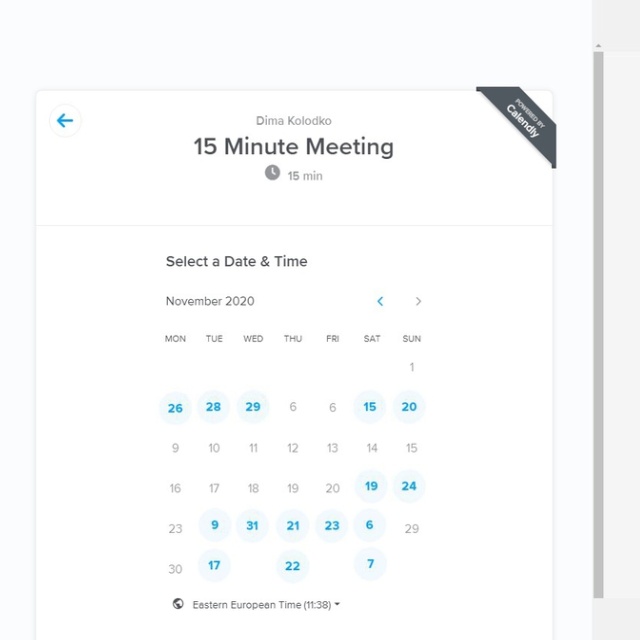 POWERED BY
Calendly
Dima Kolodko
15 Minute Meeting
15 min
Select a Date & Time
November 2020
MON TUE WED THU FRI SAT SUN
1
26 28 29 6 6 15 20
9 10 11 12 13 14 15
16 17 18 19 20 19 24
23 9 31 21 23 6 29
30 17 22 7
Eastern European Time (11:38)